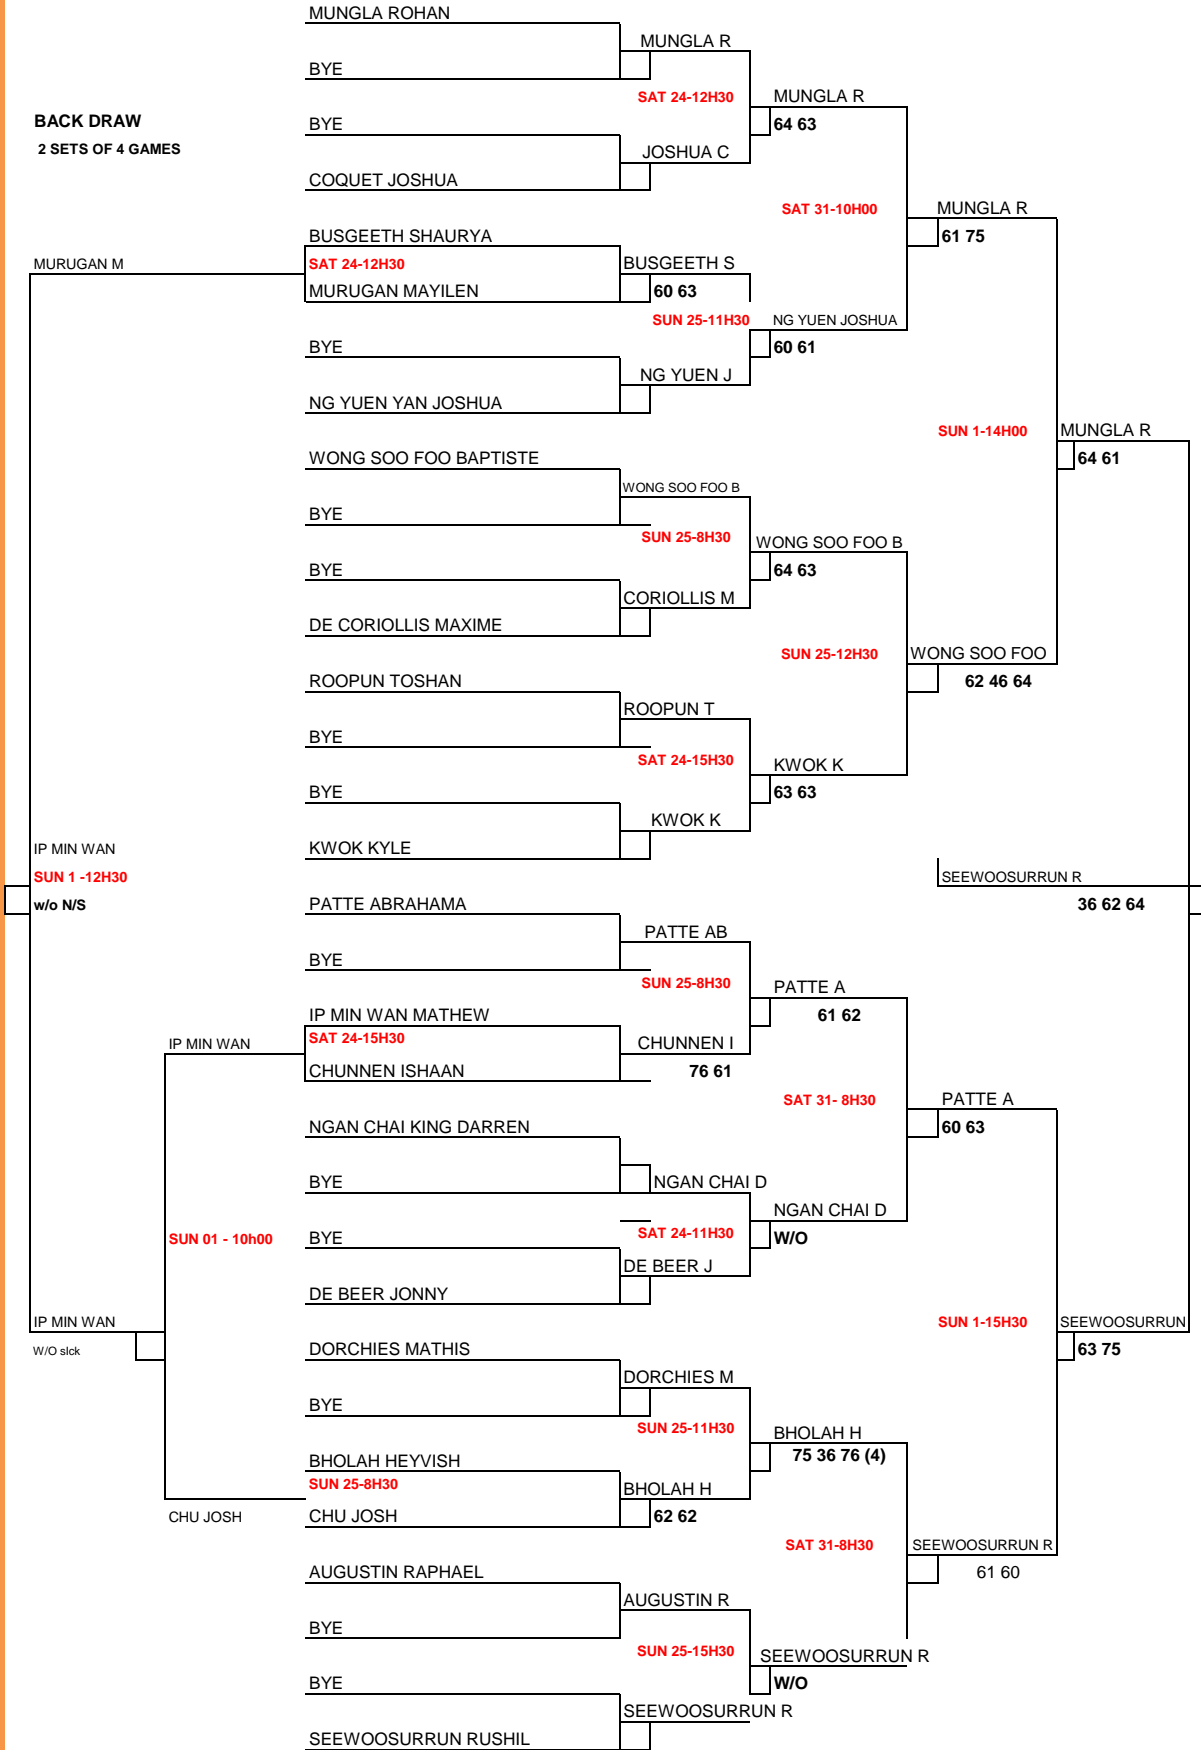 MUNGLA ROHAN
MUNGLA R
BYE
SAT 24-12H30
MUNGLA R
BACK DRAW
BYE
64 63
2 SETS OF 4 GAMES
JOSHUA C
COQUET JOSHUA
SAT 31-10H00
MUNGLA R
BUSGEETH SHAURYA
61 75
MURUGAN M
SAT 24-12H30
BUSGEETH S
MURUGAN MAYILEN
60 63
SUN 25-11H30
NG YUEN JOSHUA
BYE
60 61
NG YUEN J
NG YUEN YAN JOSHUA
SUN 1-14H00
MUNGLA R
WONG SOO FOO BAPTISTE
64 61
WONG SOO FOO B
BYE
SUN 25-8H30
WONG SOO FOO B
BYE
64 63
CORIOLLIS M
DE CORIOLLIS MAXIME
SUN 25-12H30
WONG SOO FOO
ROOPUN TOSHAN
62 46 64
ROOPUN T
BYE
SAT 24-15H30
KWOK K
BYE
63 63
KWOK K
IP MIN WAN
KWOK KYLE
SUN 1 -12H30
SEEWOOSURRUN R
w/o N/S
PATTE ABRAHAMA
36 62 64
PATTE AB
BYE
SUN 25-8H30
PATTE A
IP MIN WAN MATHEW
61 62
IP MIN WAN
SAT 24-15H30
CHUNNEN I
CHUNNEN ISHAAN
76 61
SAT 31- 8H30
PATTE A
NGAN CHAI KING DARREN
60 63
BYE
NGAN CHAI D
NGAN CHAI D
SUN 01 - 10h00
BYE
SAT 24-11H30
W/O
DE BEER J
DE BEER JONNY
IP MIN WAN
SUN 1-15H30
SEEWOOSURRUN
W/O slck
DORCHIES MATHIS
63 75
DORCHIES M
BYE
SUN 25-11H30
BHOLAH H
BHOLAH HEYVISH
75 36 76 (4)
SUN 25-8H30
BHOLAH H
CHU JOSH
CHU JOSH
62 62
SAT 31-8H30
SEEWOOSURRUN R
AUGUSTIN RAPHAEL
61 60
AUGUSTIN R
BYE
SUN 25-15H30
SEEWOOSURRUN R
BYE
W/O
SEEWOOSURRUN R
SEEWOOSURRUN RUSHIL